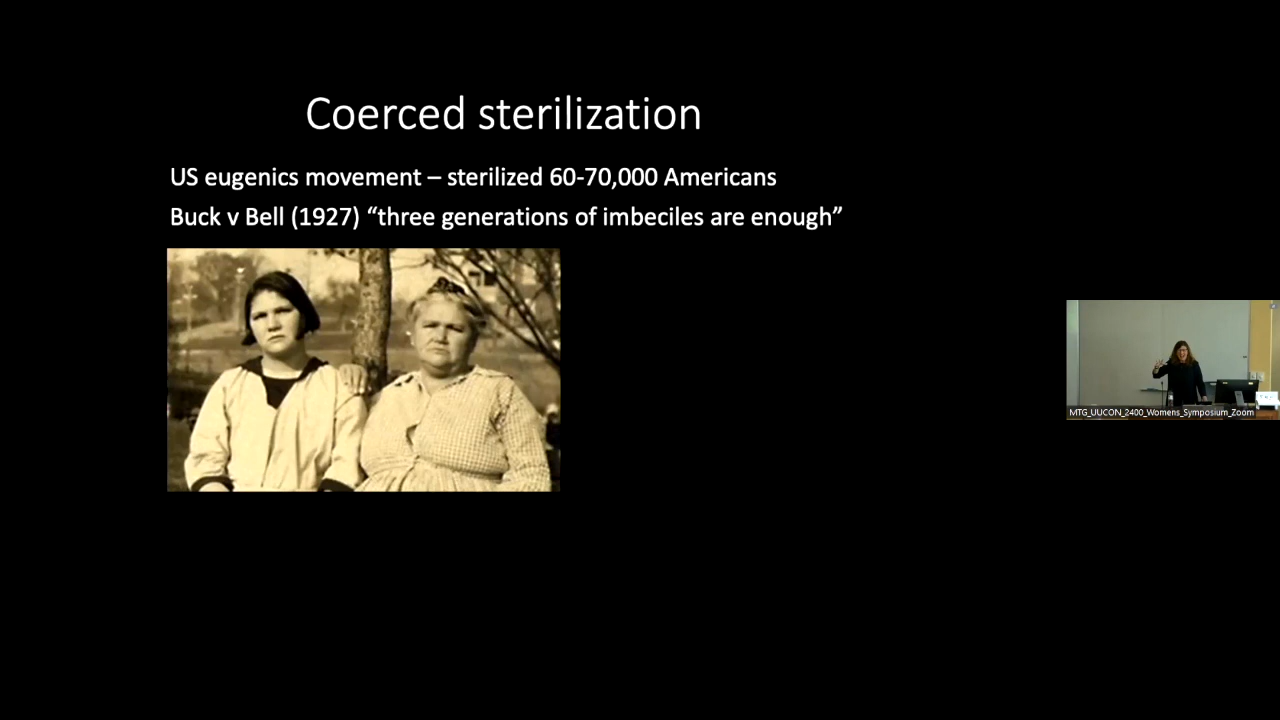 Coerced sterilization
US eugenics movement – sterilized 60-70,000 Americans
Buck v Bell (1927) “three generations of imbeciles are enough”
MTG_UUCON_2400_Womens_Symposium_Zoom